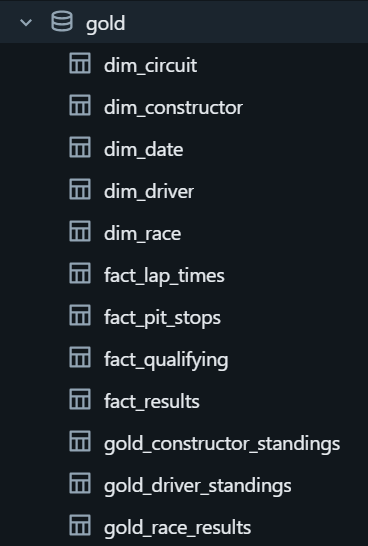 gold
dim_circuit
dim_constructor
dim_date
dim_driver
dim_race
fact_lap_times
fact_pit_stops
fact_qualifying
fact_results
gold_constructor_standings
gold_driver_standings
gold_race_results